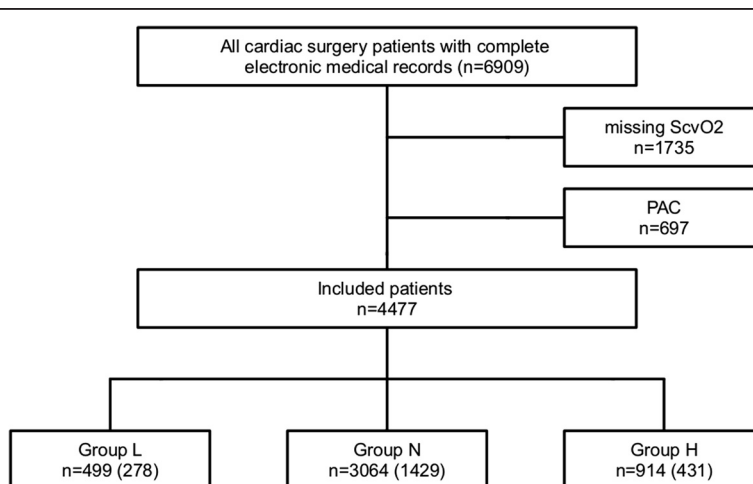 All cardiac surgery patients with complete
electronic medical records (n=6909)
missing ScvO2
n=1735
PAC
n=697
Included patients
n=4477
Group L
n=499 (278)
Group N
n=3064 (1429)
Group H
n=914 (431)